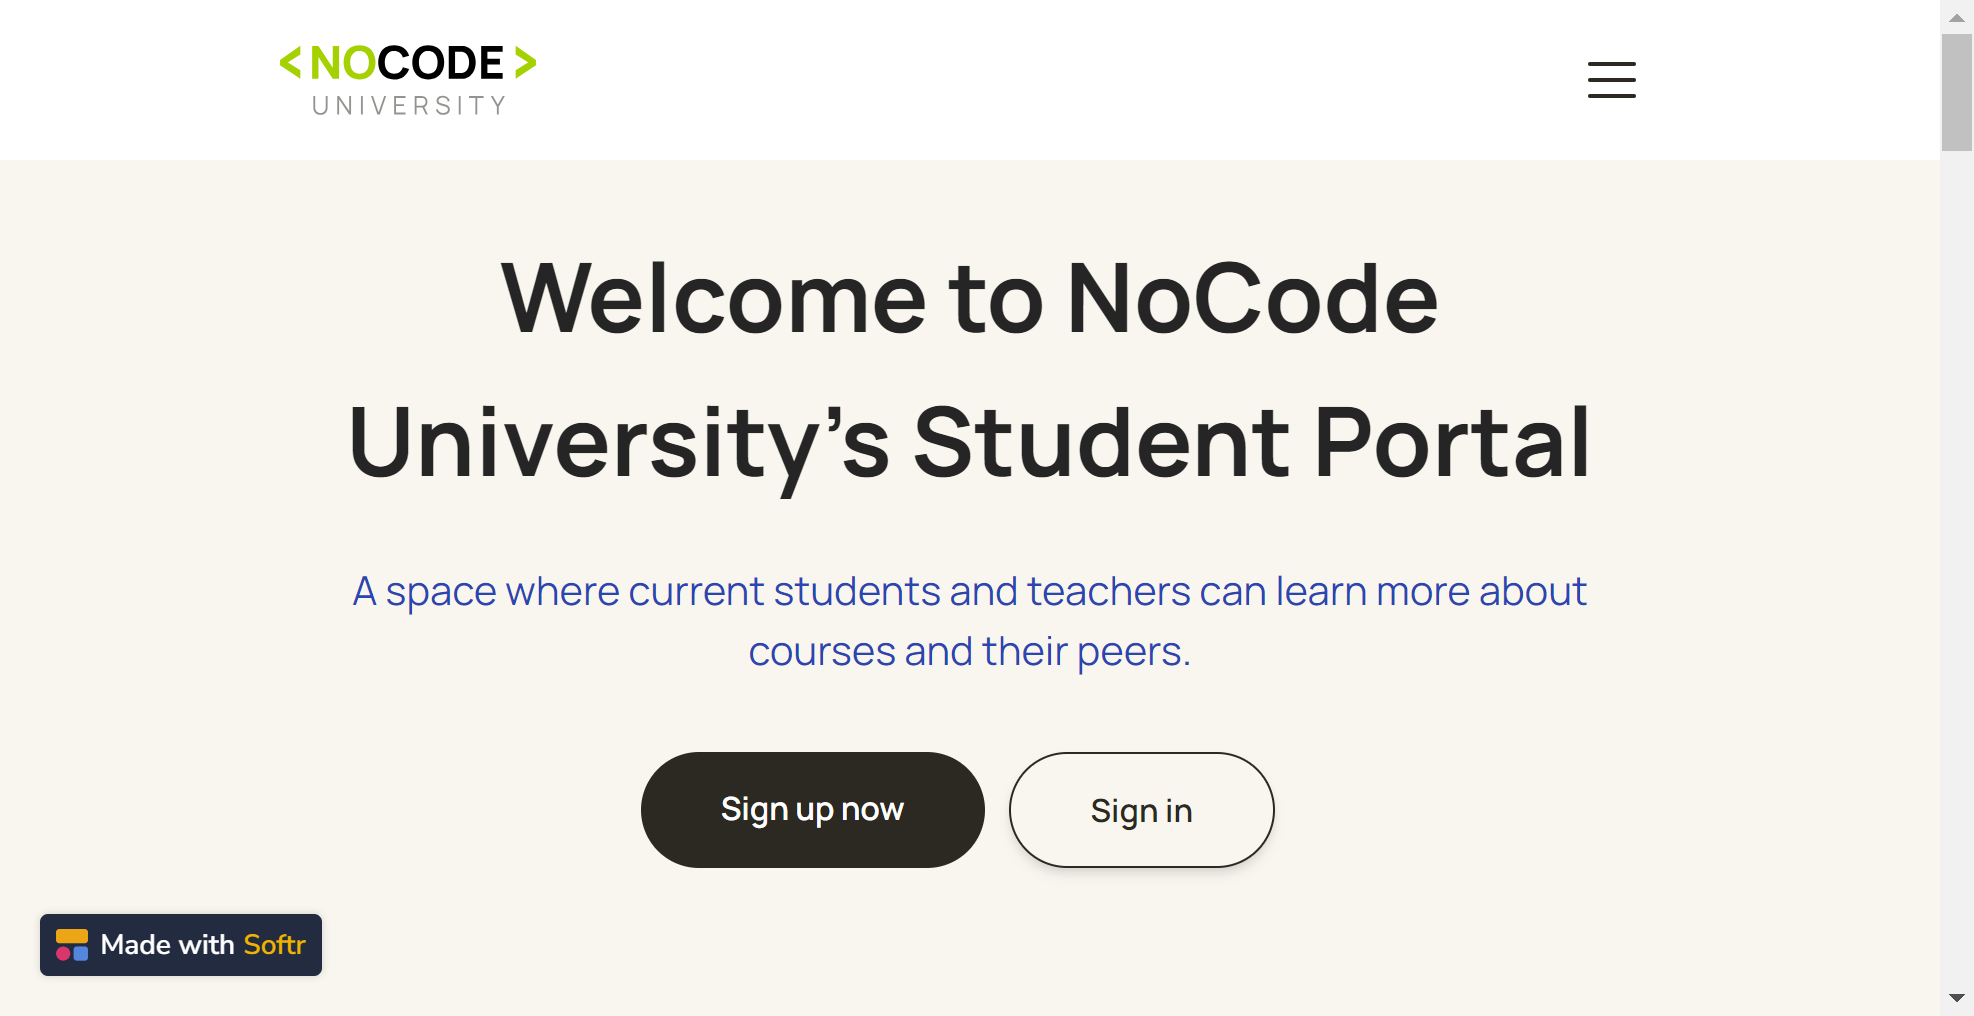 <NOCODE>
UNIVERSITY
Welcome to NoCode
University’s Student Portal
A space where current students and teachers can learn more about
courses and their peers.
Sign up now
Sign in
Made with Softr